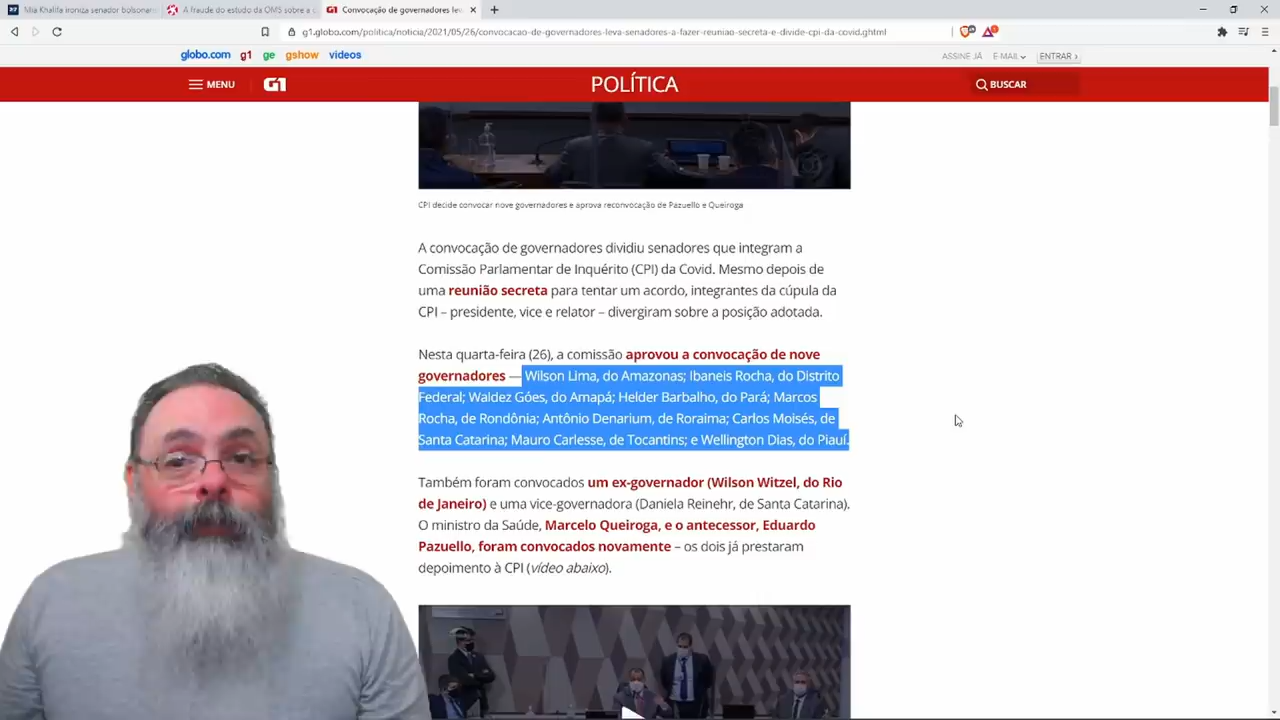 Mia Khalifa ironiza senador bolsonar
A fraude do estudo da OMS sobre a c
G1 Convocação de governadores lev
g1.globo.com/politica/noticia/2021/05/26/convocacao-de-governadores-leva-senadores-a-fazer-reuniao-secreta-e-divide-cpi-da-covid.ghtml
globo.com g1 ge gshow videos
ASSINE JÁ E-MAIL ENTRAR ›
MENU G1 POLÍTICA BUSCAR
CPI decide convocar nove governadores e aprova reconvocação de Pazuello e Queiroga
A convocação de governadores dividiu senadores que integram a
Comissão Parlamentar de Inquérito (CPI) da Covid. Mesmo depois de
uma reunião secreta para tentar um acordo, integrantes da cúpula da
CPI – presidente, vice e relator – divergiram sobre a posição adotada.
Nesta quarta-feira (26), a comissão aprovou a convocação de nove
governadores — Wilson Lima, do Amazonas; Ibaneis Rocha, do Distrito
Federal; Waldez Góes, do Amapá; Helder Barbalho, do Pará; Marcos
Rocha, de Rondônia; Antônio Denarium, de Roraima; Carlos Moisés, de
Santa Catarina; Mauro Carlesse, de Tocantins; e Wellington Dias, do Piauí.
Também foram convocados um ex-governador (Wilson Witzel, do Rio
de Janeiro) e uma vice-governadora (Daniela Reinehr, de Santa Catarina).
O ministro da Saúde, Marcelo Queiroga, e o antecessor, Eduardo
Pazuello, foram convocados novamente – os dois já prestaram
depoimento à CPI (vídeo abaixo).